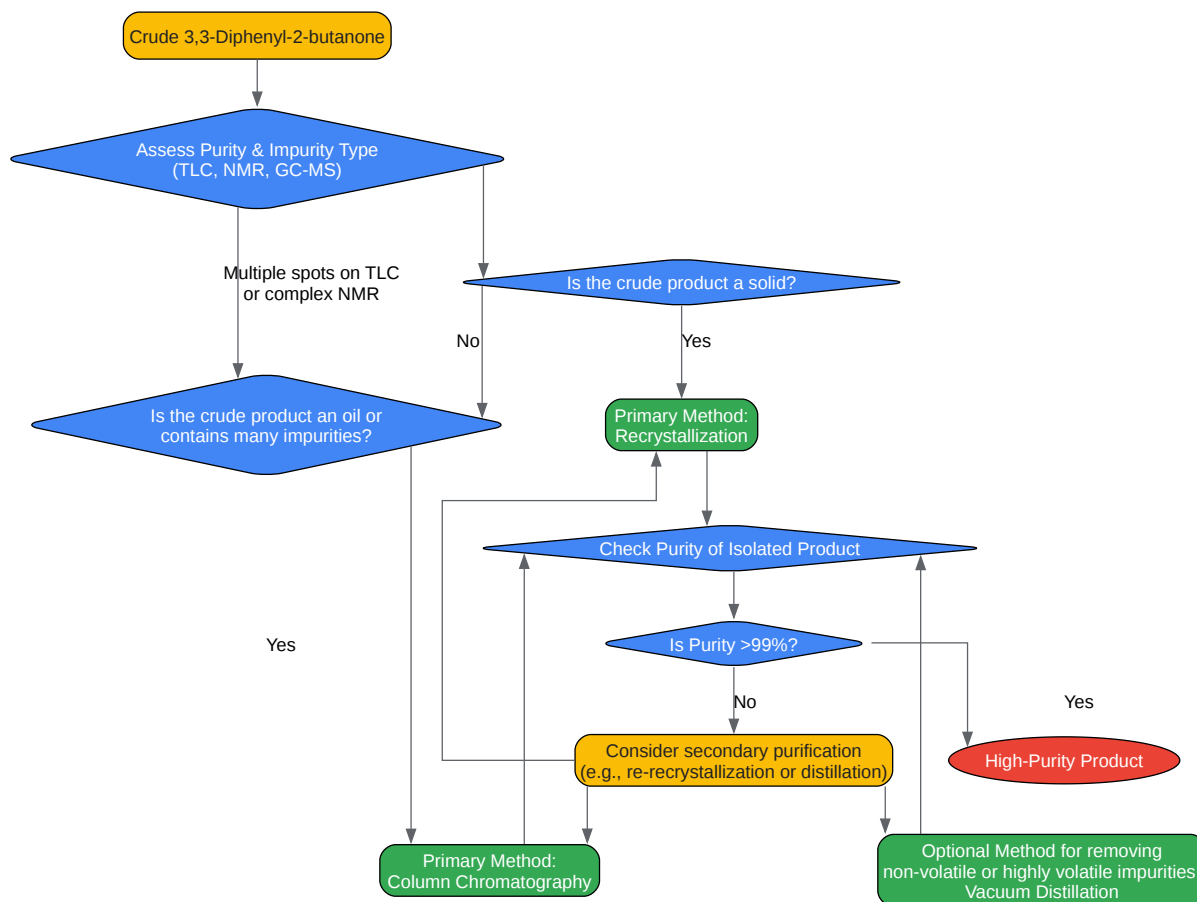 Crude 3,3-Diphenyl-2-butanone
Assess Purity & Impurity Type
(TLC, NMR, GC-MS)
Multiple spots on TLC
or complex NMR
Is the crude product a solid?
No
Yes
Is the crude product an oil or
contains many impurities?
Primary Method:
Recrystallization
Check Purity of Isolated Product
Yes
Is Purity >99%?
No
Yes
Consider secondary purification
(e.g., re-recrystallization or distillation)
High-Purity Product
Primary Method:
Column Chromatography
Optional Method for removing
non-volatile or highly volatile impurities:
Vacuum Distillation